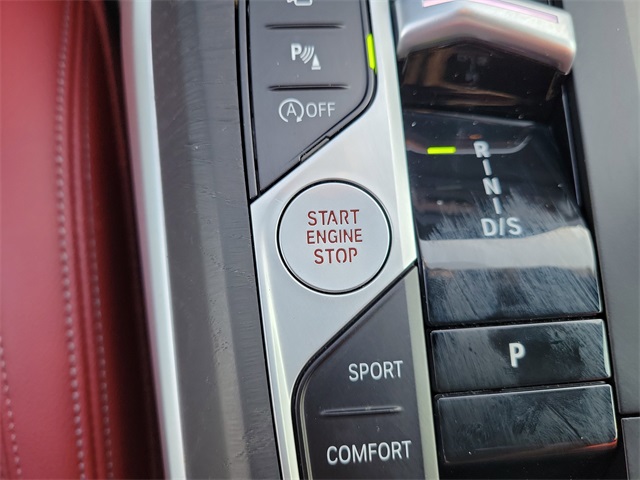 P
A OFF
START
ENGINE
STOP
SPORT
COMFORT
R
N
D/S
P